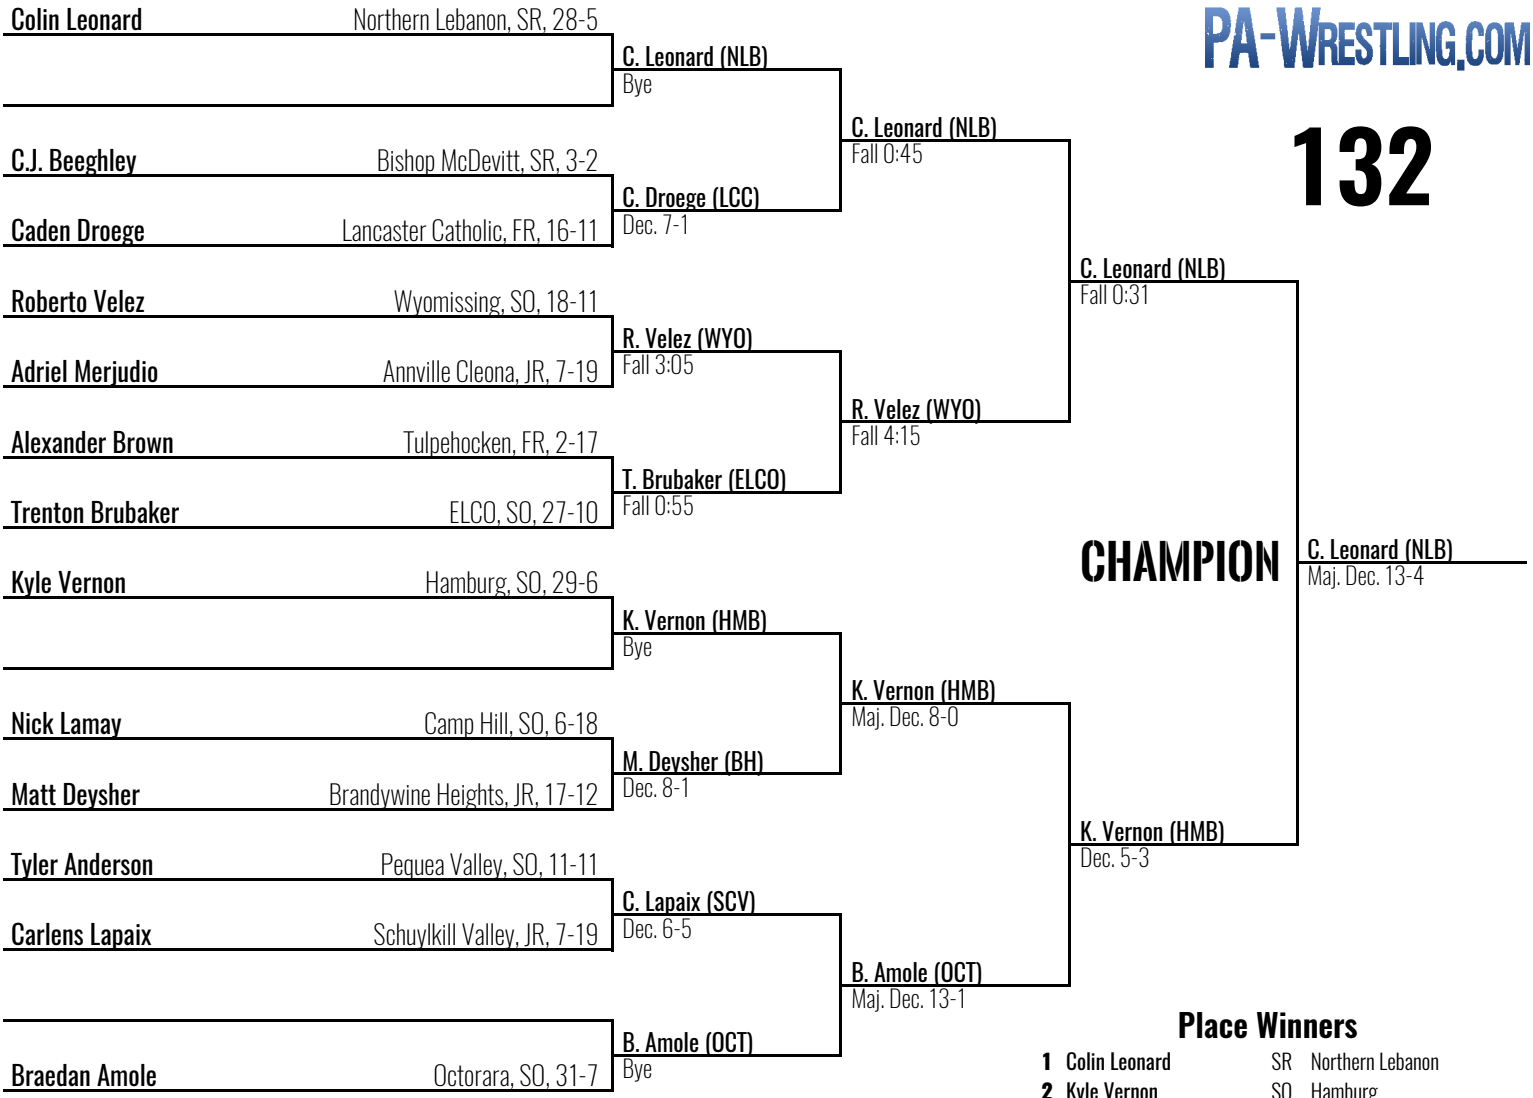 Colin Leonard Northern Lebanon, SR, 28-5
PA-WRESTLING.COM
C. Leonard (NLB)
Bye
C. Leonard (NLB)
Fall 0:45
132
C.J. Beeghley Bishop McDevitt, SR, 3-2
C. Droege (LCC)
Dec. 7-1
Caden Droege Lancaster Catholic, FR, 16-11
C. Leonard (NLB)
Fall 0:31
Roberto Velez Wyomissing, SO, 18-11
R. Velez (WYO)
Fall 3:05
Adriel Merjudio Annville Cleona, JR, 7-19
R. Velez (WYO)
Fall 4:15
Alexander Brown Tulpehocken, FR, 2-17
T. Brubaker (ELCO)
Fall 0:55
Trenton Brubaker ELCO, SO, 27-10
CHAMPION
C. Leonard (NLB)
Maj. Dec. 13-4
Kyle Vernon Hamburg, SO, 29-6
K. Vernon (HMB)
Bye
K. Vernon (HMB)
Maj. Dec. 8-0
Nick Lamay Camp Hill, SO, 6-18
M. Deysher (BH)
Dec. 8-1
Matt Deysher Brandywine Heights, JR, 17-12
K. Vernon (HMB)
Dec. 5-3
Tyler Anderson Pequea Valley, SO, 11-11
C. Lapaix (SCV)
Dec. 6-5
Carlens Lapaix Schuylkill Valley, JR, 7-19
B. Amole (OCT)
Maj. Dec. 13-1
B. Amole (OCT)
Bye
Braedan Amole Octorara, SO, 31-7
Place Winners
1 Colin Leonard SR Northern Lebanon
2 Kyle Vernon SO Hamburg